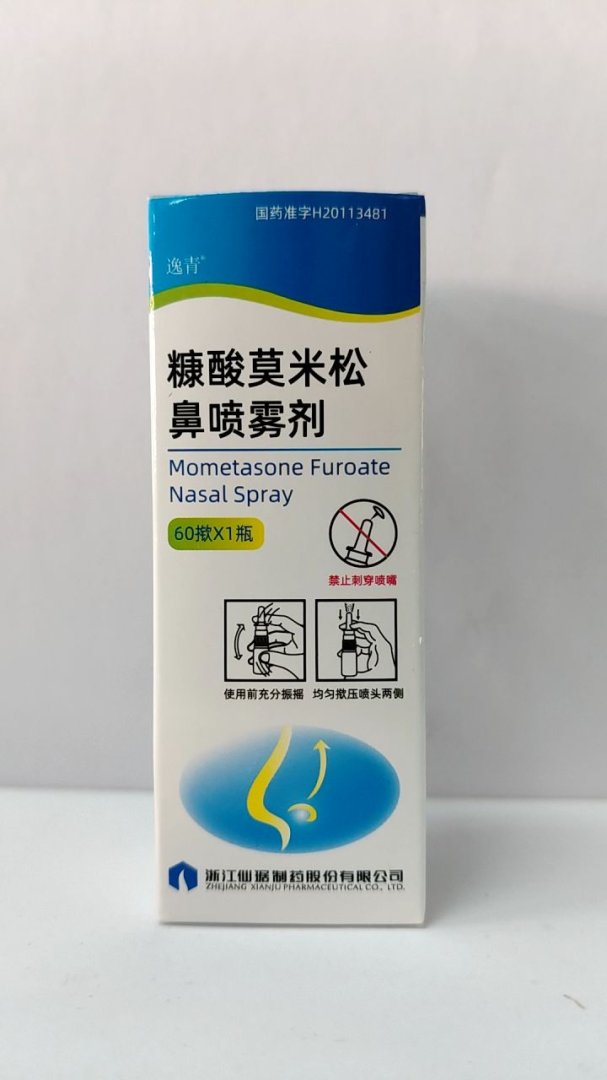 国药准字H20113481
逸青®
糠酸莫米松
鼻喷雾剂
Mometasone Furoate
Nasal Spray
60揿X1瓶
禁止刺穿喷嘴
使用前充分振摇 均匀揿压喷头两侧
浙江仙琚制药股份有限公司
ZHEJIANG XIANJU PHARMACEUTICAL CO., LTD.